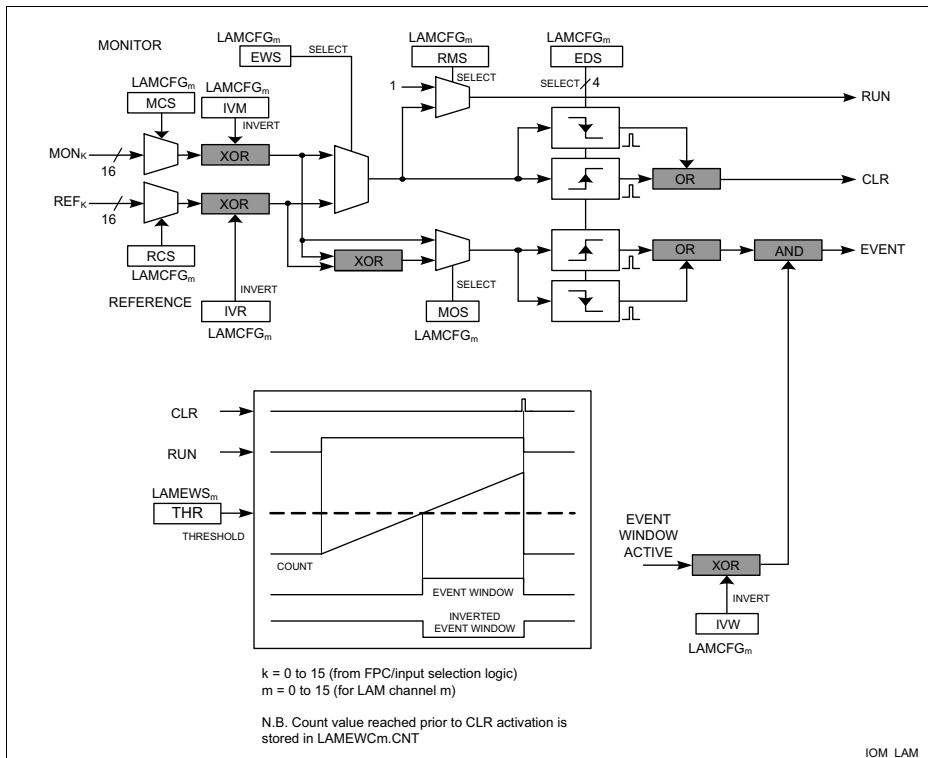 MONITOR
LAMCFGm
EWS
SELECT
LAMCFGm
RMS
SELECT
LAMCFGm
EDS
SELECT 4
1
RUN
LAMCFGm
MCS
LAMCFGm
IVM
INVERT
MONK
16
XOR
OR
CLR
REFK
16
XOR
XOR
OR
AND
EVENT
RCS
LAMCFGm
REFERENCE
INVERT
IVR
LAMCFGm
SELECT
MOS
LAMCFGm
CLR
RUN
LAMEWSm
THR
THRESHOLD
COUNT
EVENT WINDOW
INVERTED
EVENT WINDOW
EVENT
WINDOW
ACTIVE
XOR
INVERT
IVW
LAMCFGm
k = 0 to 15 (from FPC/input selection logic)
m = 0 to 15 (for LAM channel m)
N.B. Count value reached prior to CLR activation is
stored in LAMEWCm.CNT
IOM_LAM